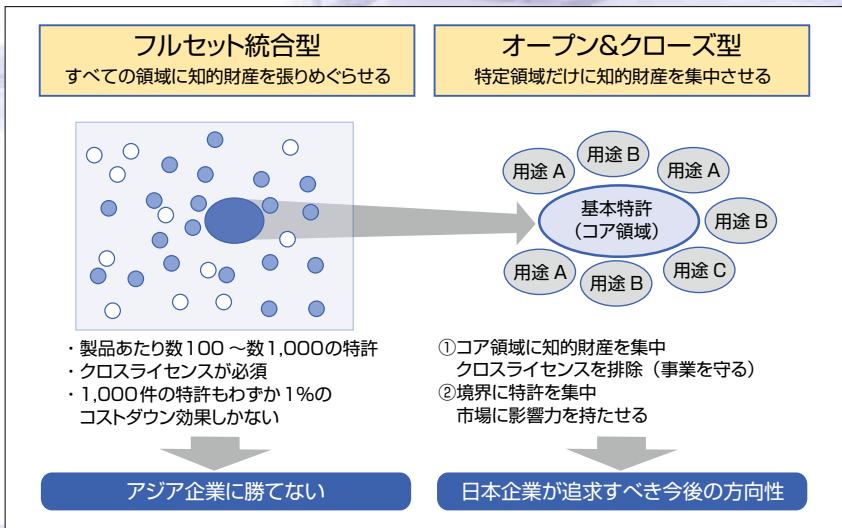 フルセット統合型
すべての領域に知的財産を張りめぐらせる
オープン&クローズ型
特定領域だけに知的財産を集中させる
用途 A
用途 B
用途 A
用途 B
基本特許
(コア領域)
用途 A
用途 B
用途 C
・製品あたり数100 〜数1,000の特許
・クロスライセンスが必須
・1,000件の特許もわずか1%の
コストダウン効果しかない
①コア領域に知的財産を集中
クロスライセンスを排除（事業を守る）
②境界に特許を集中
市場に影響力を持たせる
アジア企業に勝てない
日本企業が追求すべき今後の方向性